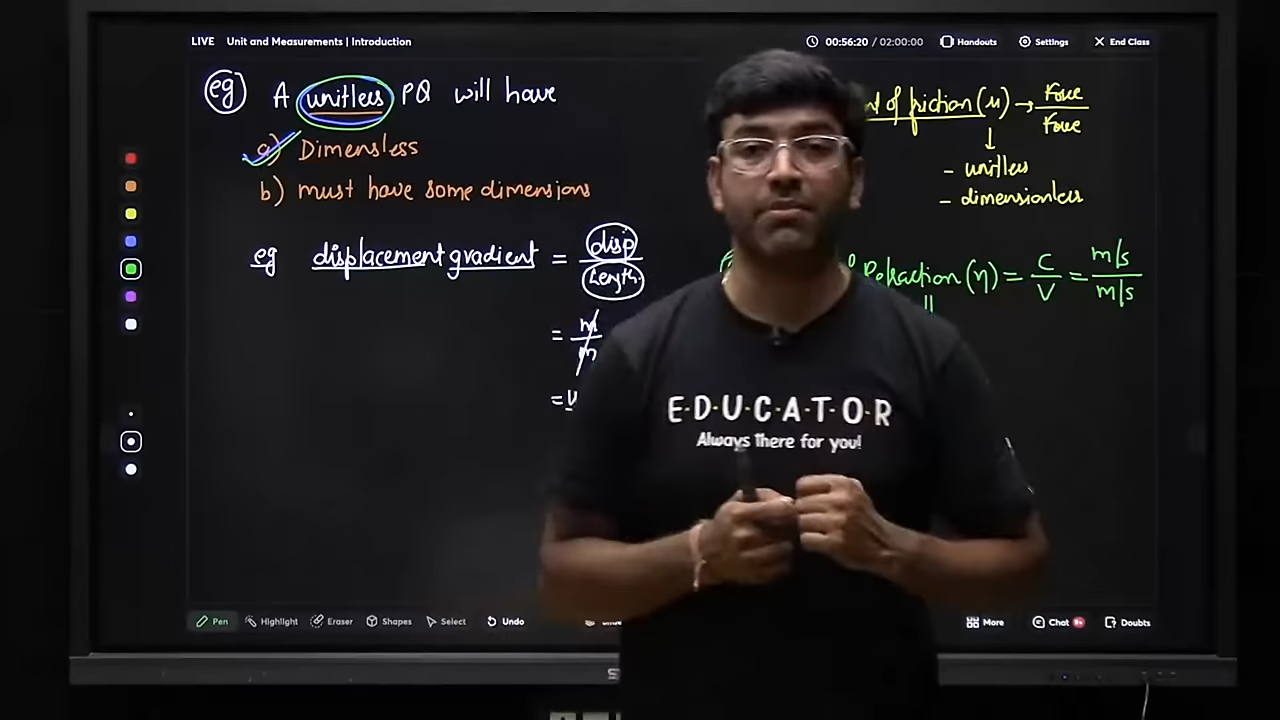 LIVE Unit and Measurements | Introduction
00:56:20 / 02:00:00 Handouts Settings End Class
eg) A unitless PQ will have
a) Dimensless
b) must have some dimensions
eg displacement gradient = disp
Length
= m
m
=
of friction (μ) → Force
Force
- unitless
- dimensionless
Refraction (η) = C = m/s
V m/s
E·D·U·C·A·T·O·R
Always there for you!
Pen Highlight Eraser Shapes Select Undo
More Chat 9+ Doubts